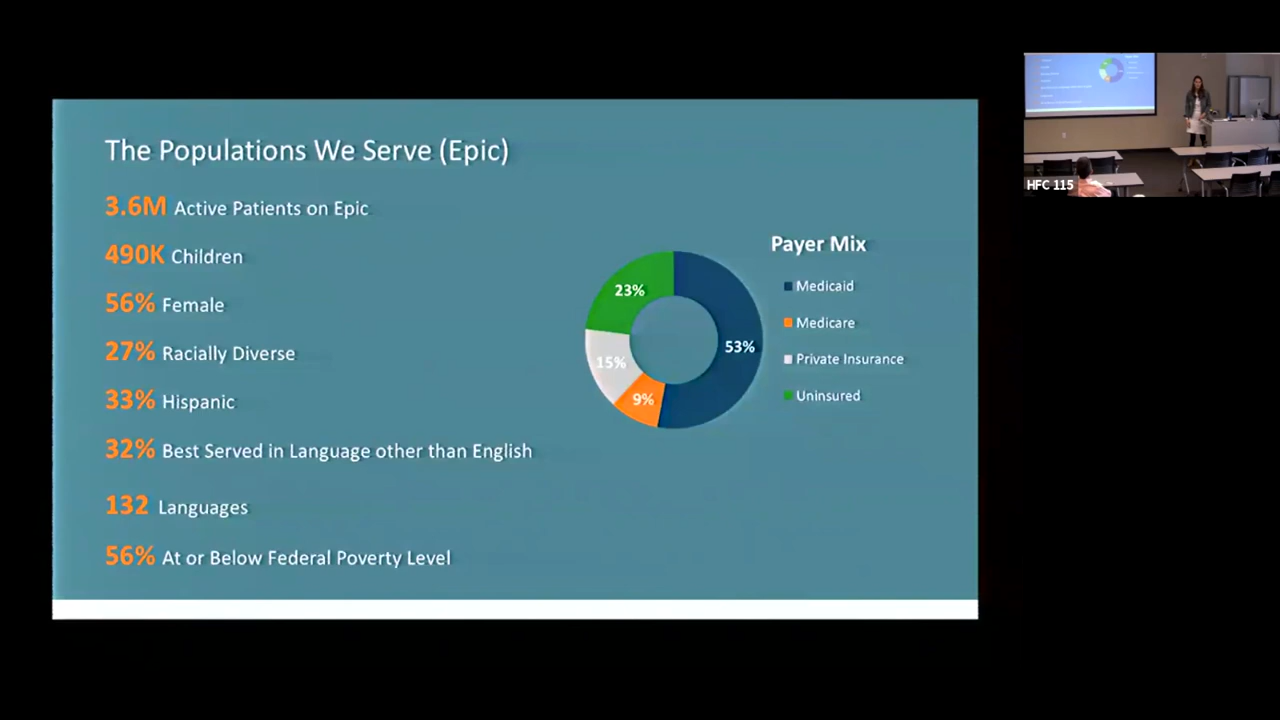 The Populations We Serve (Epic)
3.6M Active Patients on Epic
490K Children
56% Female
27% Racially Diverse
33% Hispanic
32% Best Served in Language other than English
132 Languages
56% At or Below Federal Poverty Level
Payer Mix
Medicaid
Medicare
Private Insurance
Uninsured
23%
53%
15%
9%
HFC 115